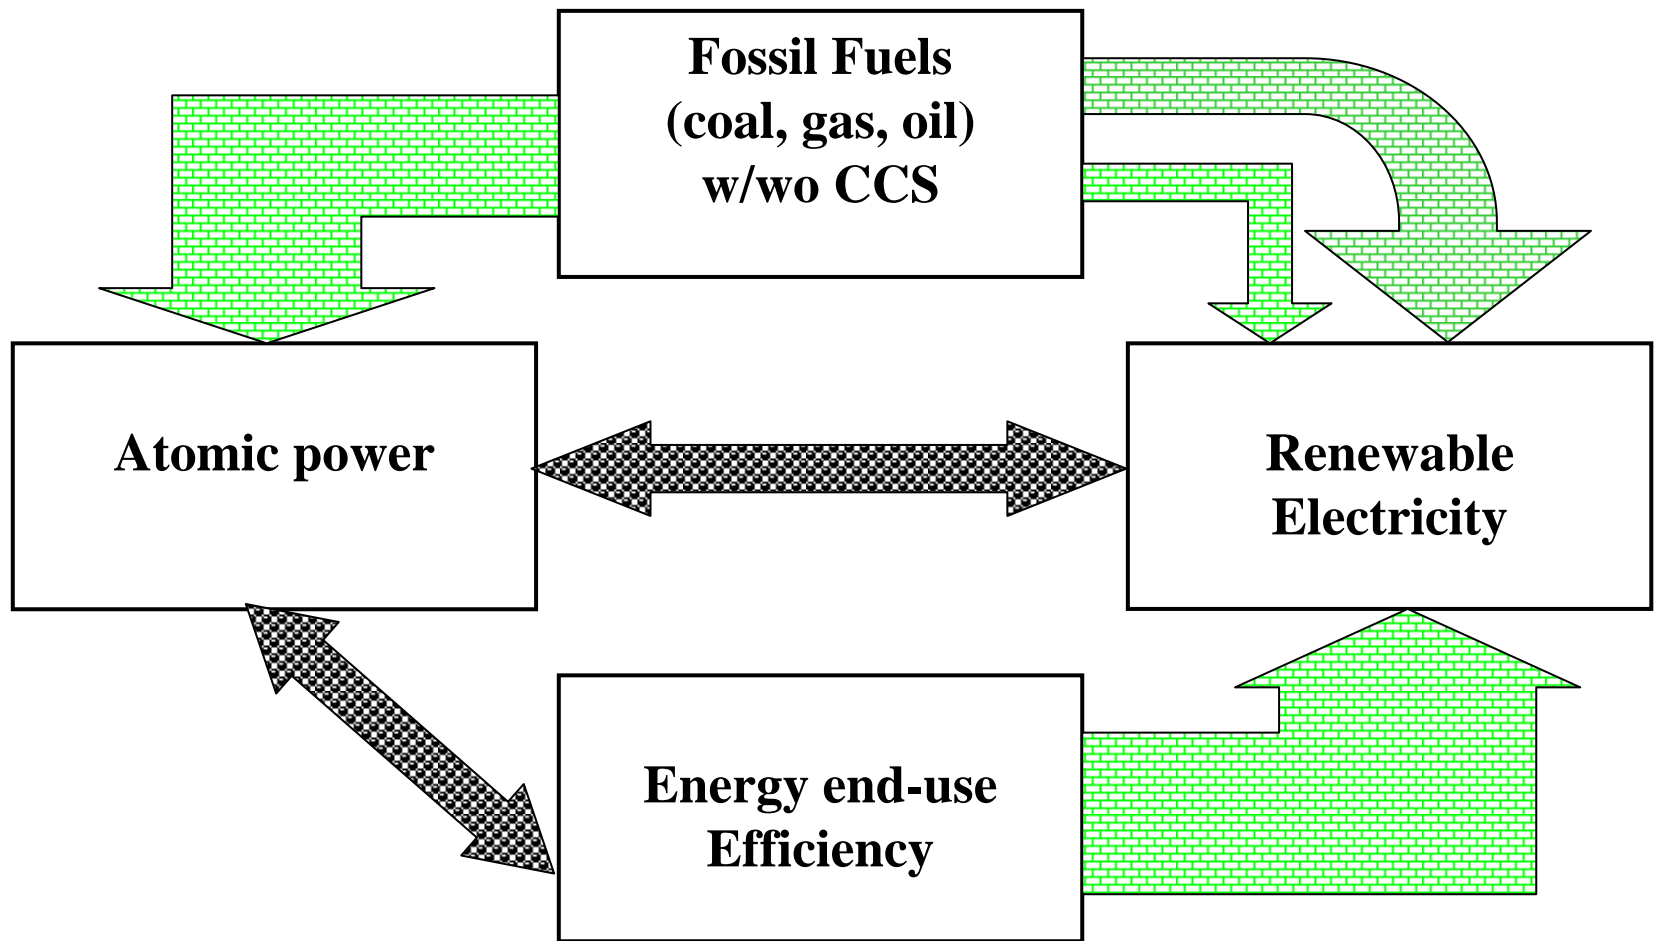 Fossil Fuels
(coal, gas, oil)
w/wo CCS
Atomic power
Renewable
Electricity
Energy end-use
Efficiency